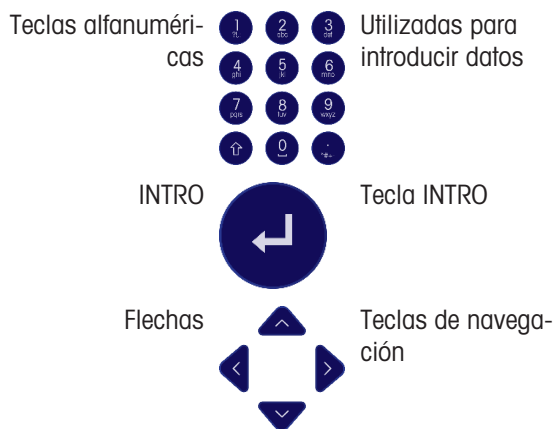 Teclas alfanuméri-
cas
1 2 3
abc def
4 5 6
ghi jkl mno
7 8 9
pqrs tuv wxyz
0 .
Utilizadas para
introducir datos
INTRO
Tecla INTRO
Flechas
Teclas de navega-
ción